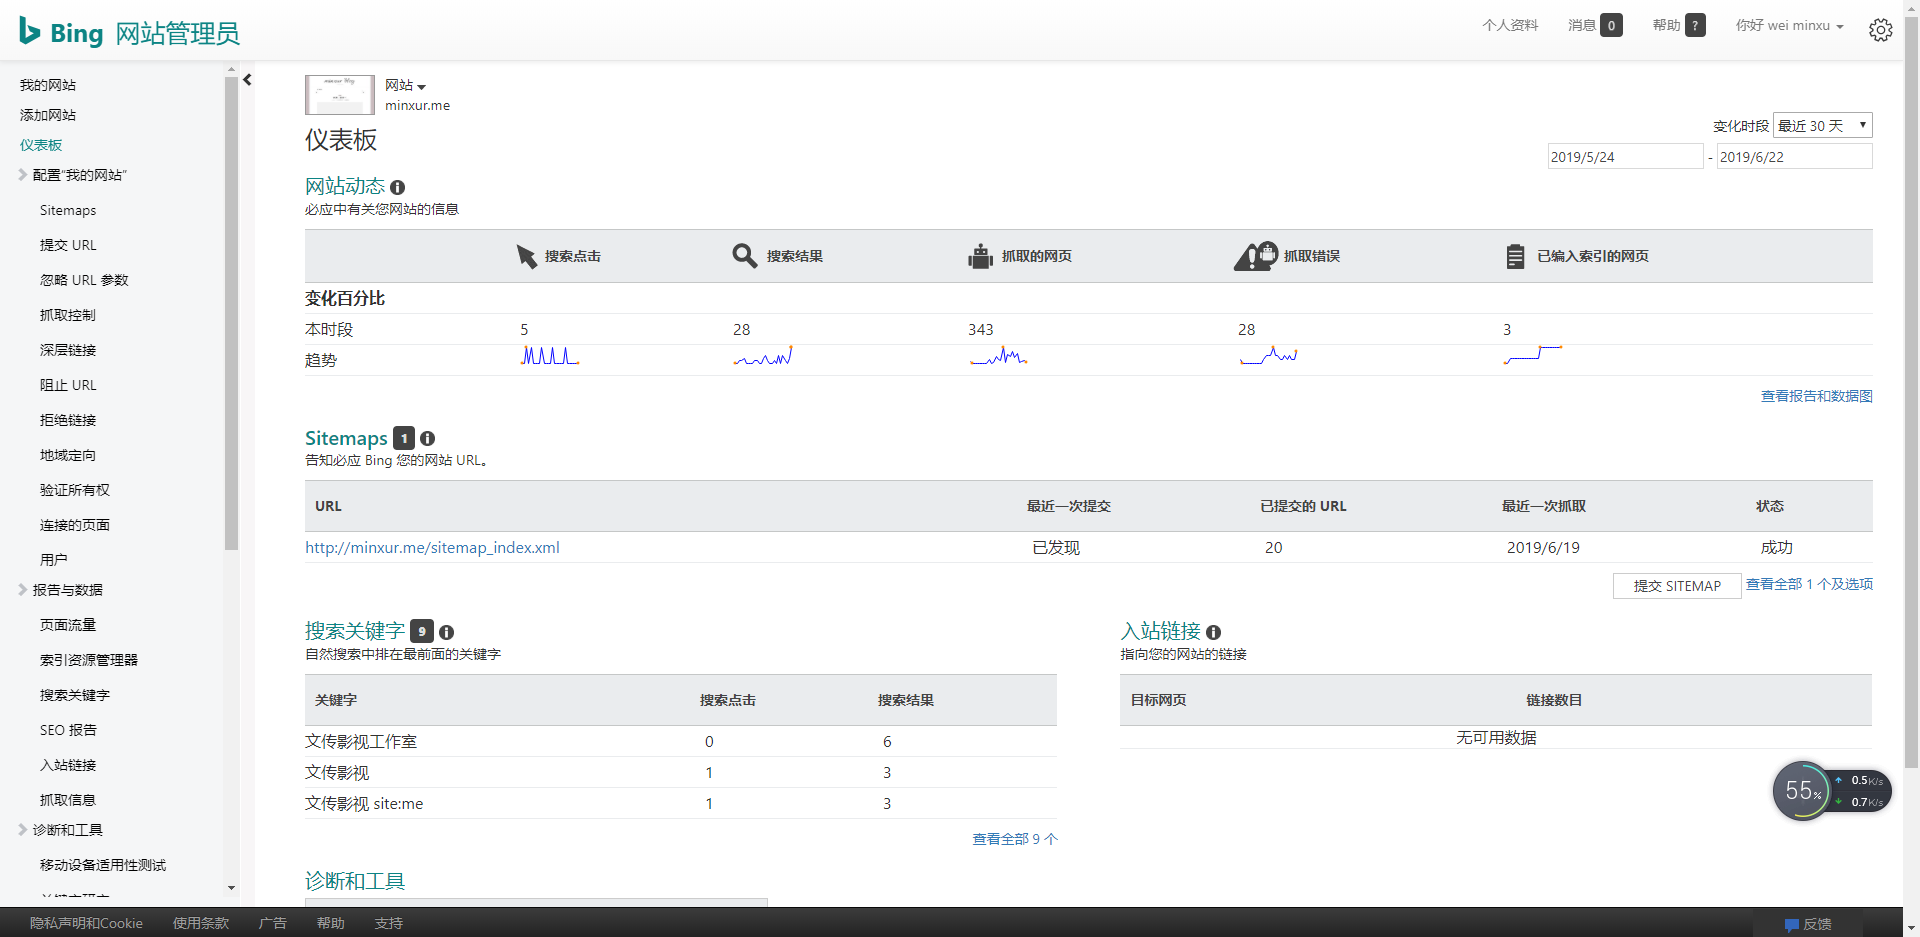 Bing 网站管理员
个人资料 消息 0 帮助 ? 你好 wei minxu
我的网站
添加网站
仪表板
配置“我的网站”
Sitemaps
提交 URL
忽略 URL 参数
抓取控制
深层链接
阻止 URL
拒绝链接
地域定向
验证所有权
连接的页面
用户
报告与数据
页面流量
索引资源管理器
搜索关键字
SEO 报告
入站链接
抓取信息
诊断和工具
移动设备适用性测试
网站
minxur.me
仪表板
变化时段 最近 30 天
2019/5/24 - 2019/6/22
网站动态
必应中有关您网站的信息
搜索点击 搜索结果 抓取的网页 抓取错误 已编入索引的网页
变化百分比
本时段 5 28 343 28 3
趋势
查看报告和数据图
Sitemaps 1
告知必应 Bing 您的网站 URL。
URL 最近一次提交 已提交的 URL 最近一次抓取 状态
http://minxur.me/sitemap_index.xml 已发现 20 2019/6/19 成功
提交 SITEMAP 查看全部 1 个及选项
搜索关键字 9
自然搜索中排在最前面的关键字
关键字 搜索点击 搜索结果
文传影视工作室 0 6
文传影视 1 3
文传影视 site:me 1 3
查看全部 9 个
入站链接
指向您的网站的链接
目标网页 链接数目
无可用数据
55% 0.5K/s
0.7K/s
诊断和工具
隐私声明和Cookie 使用条款 广告 帮助 支持 反馈